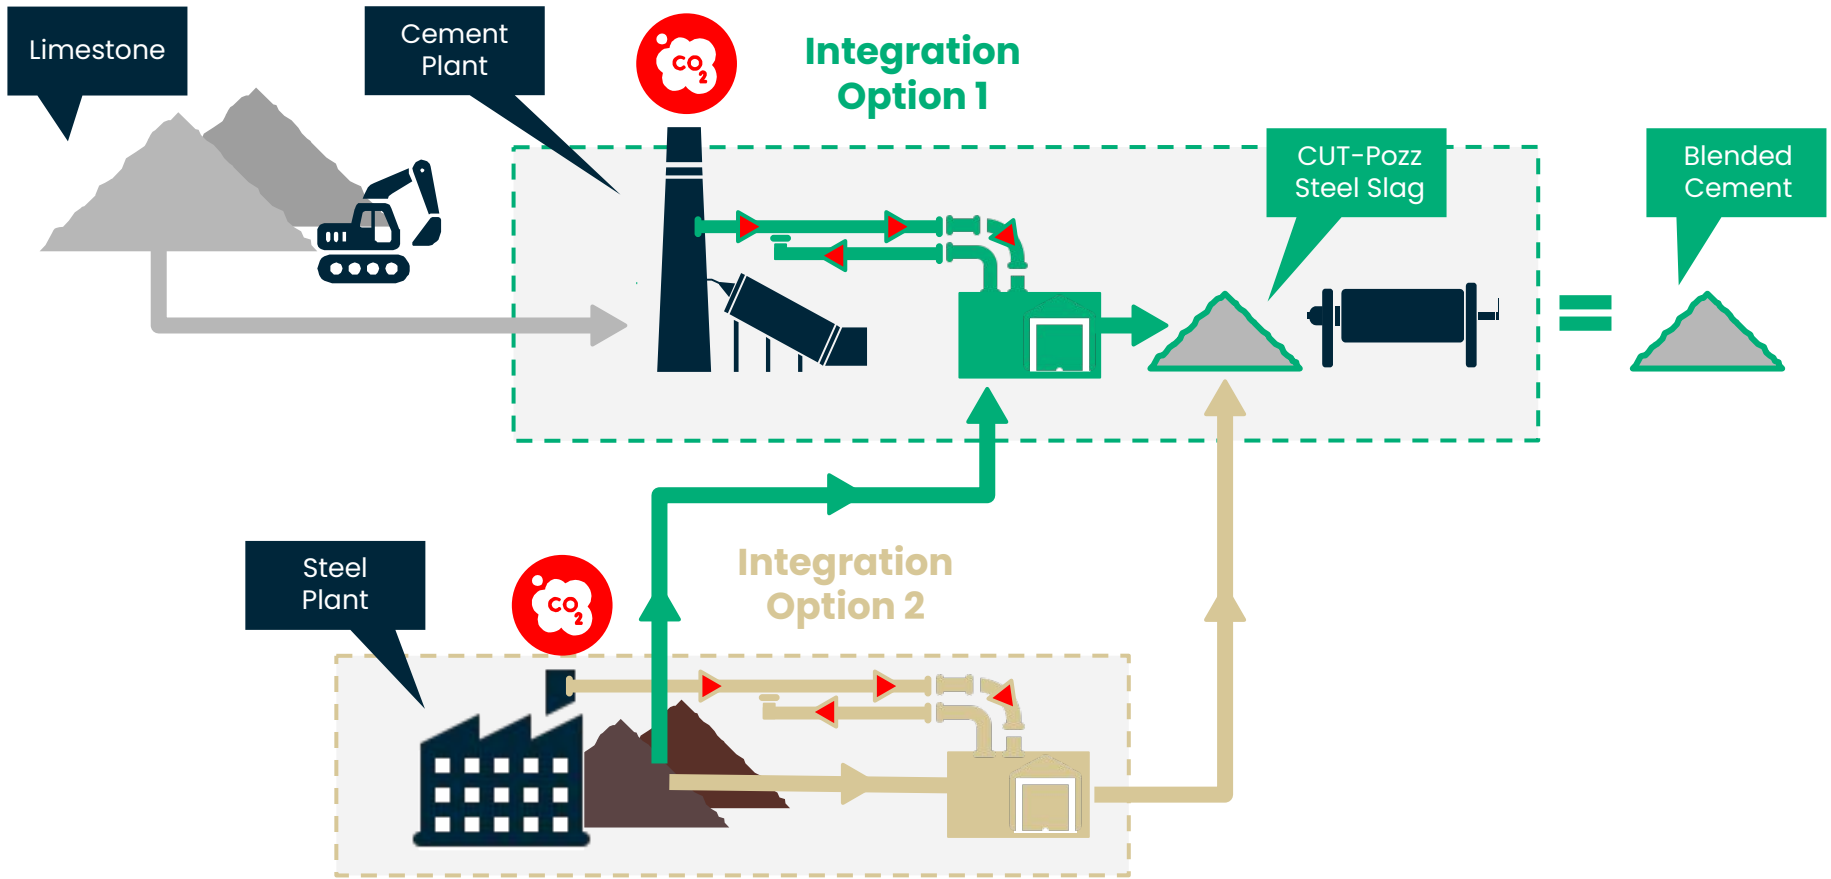 Limestone
Cement
Plant
CO2
Integration
Option 1
CUT-Pozz
Steel Slag
Blended
Cement
Steel
Plant
CO2
Integration
Option 2